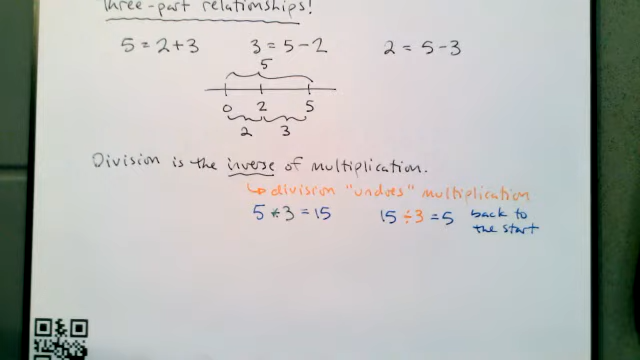 Three-part relationships!
5 = 2 + 3 3 = 5 - 2 2 = 5 - 3
5
0 2 5
2 3
Division is the inverse of multiplication.
↳ division "undoes" multiplication
5 * 3 = 15 15 ÷ 3 = 5 back to
the start